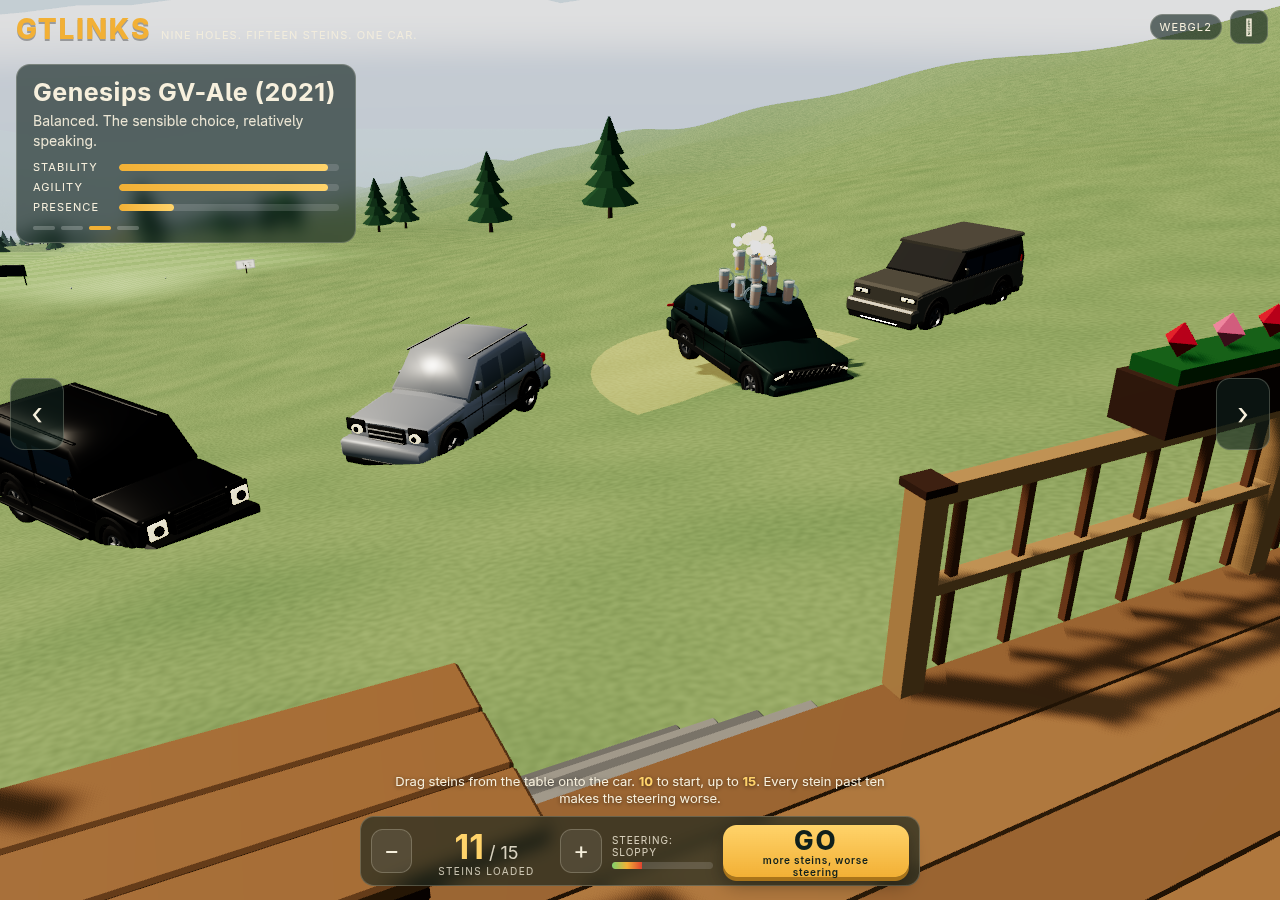 GTLINKS
NINE HOLES. FIFTEEN STEINS. ONE CAR.
WEBGL2
Genesips GV-Ale (2021)
Balanced. The sensible choice, relatively
speaking.
STABILITY
AGILITY
PRESENCE
‹
›
Drag steins from the table onto the car. 10 to start, up to 15. Every stein past ten
makes the steering worse.
−
11 / 15
STEINS LOADED
+
STEERING:
SLOPPY
GO
more steins, worse
steering